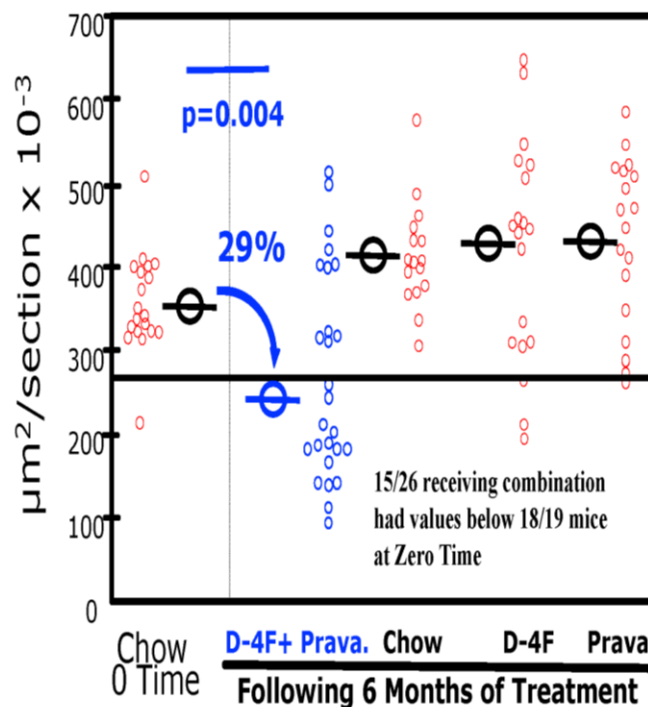 μm²/section x 10⁻³
700
600
500
400
300
200
100
0
p=0.004
29%
15/26 receiving combination
had values below 18/19 mice
at Zero Time
Chow
0 Time
D-4F+ Prava.
Chow
D-4F
Prava
Following 6 Months of Treatment